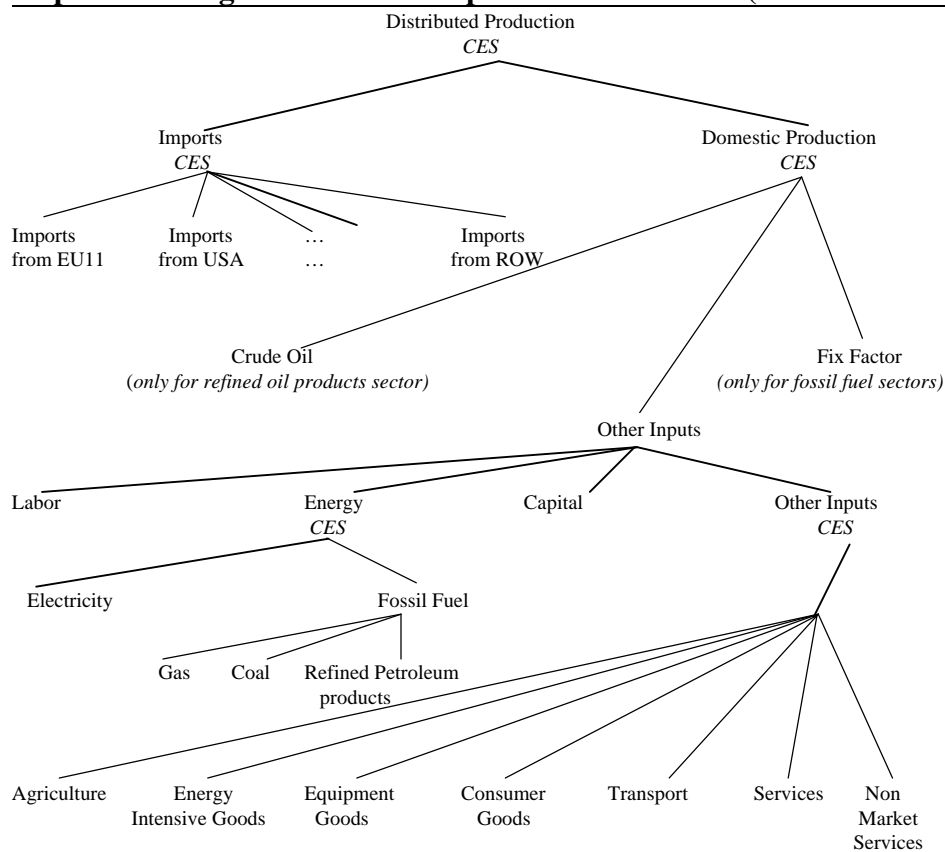 Distributed Production
CES
Imports
CES
Domestic Production
CES
Imports
from EU11
Imports
from USA
…
…
Imports
from ROW
Crude Oil
(only for refined oil products sector)
Fix Factor
(only for fossil fuel sectors)
Other Inputs
Labor
Energy
CES
Capital
Other Inputs
CES
Electricity
Fossil Fuel
Gas
Coal
Refined Petroleum
products
Agriculture
Energy
Intensive Goods
Equipment
Goods
Consumer
Goods
Transport
Services
Non
Market
Services